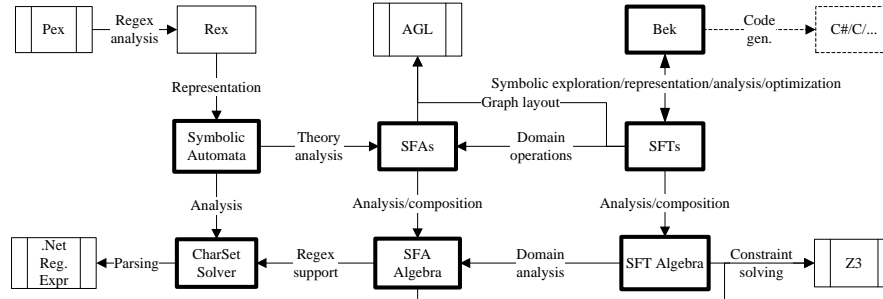 Pex
Regex
analysis
Rex
AGL
Bek
Code
gen.
C#/C/...
Representation
Symbolic exploration/representation/analysis/optimization
Graph layout
Symbolic
Automata
Theory
analysis
SFAs
Domain
operations
SFTs
Analysis
Analysis/composition
Analysis/composition
.Net
Reg.
Expr
Parsing
CharSet
Solver
Regex
support
SFA
Algebra
Domain
analysis
SFT Algebra
Constraint
solving
Z3